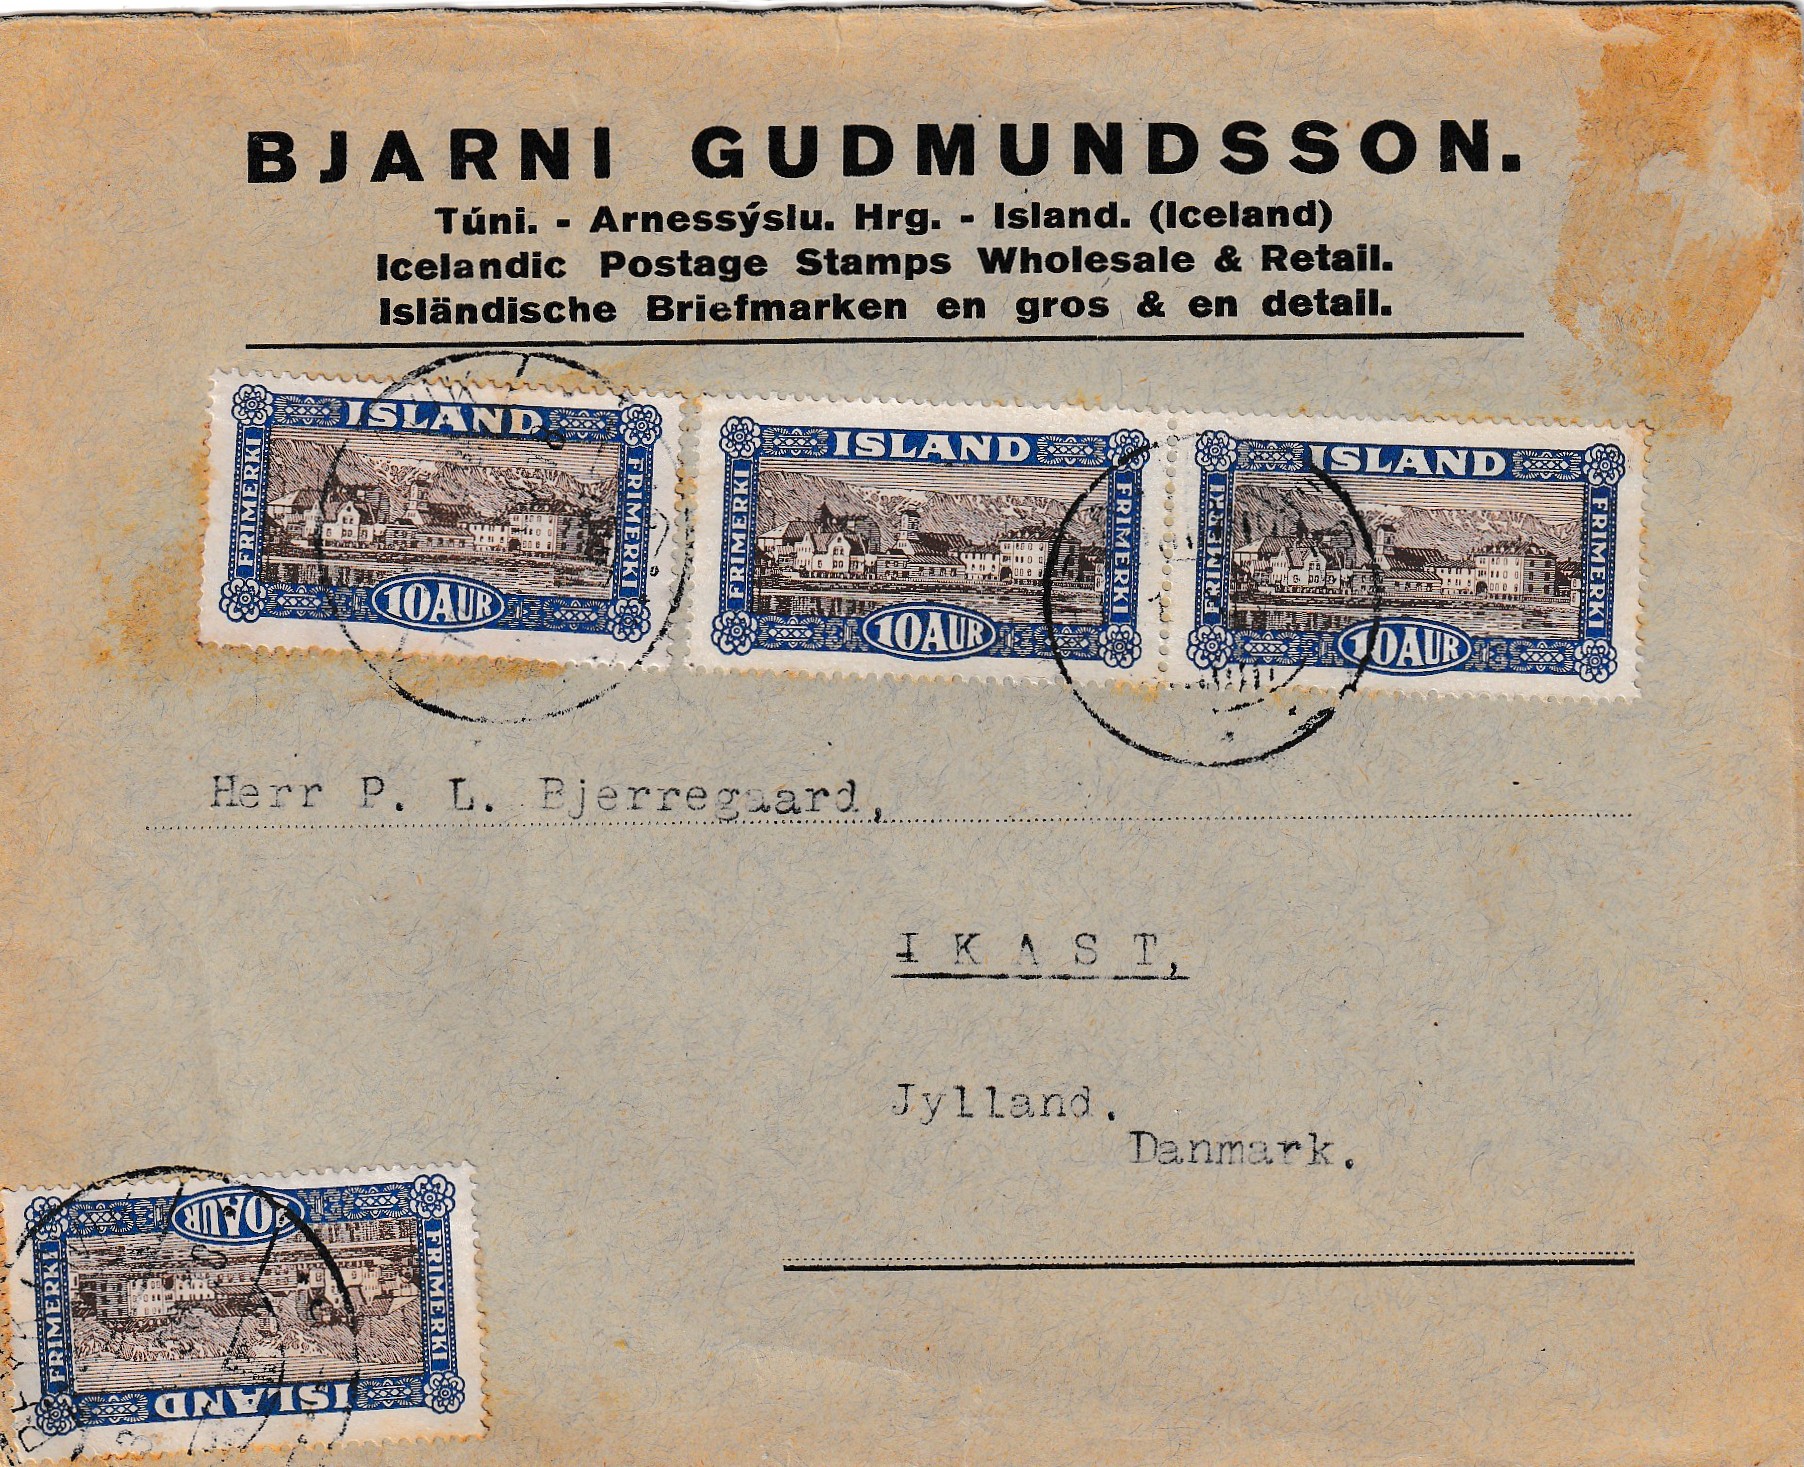 BJARNI GUDMUNDSSON.
Túni. - Arnessýslu. Hrg. - Island. (Iceland)
Icelandic Postage Stamps Wholesale & Retail.
Isländische Briefmarken en gros & en detail.
ISLAND
FRIMERKI
FRIMERKI
10 AUR
ISLAND
FRIMERKI
FRIMERKI
10 AUR
ISLAND
FRIMERKI
FRIMERKI
10 AUR
Herr P. L. Bjerregaard,
IKAST,
Jylland.
Danmark.
10 AUR
FRIMERKI
FRIMERKI
ISLAND